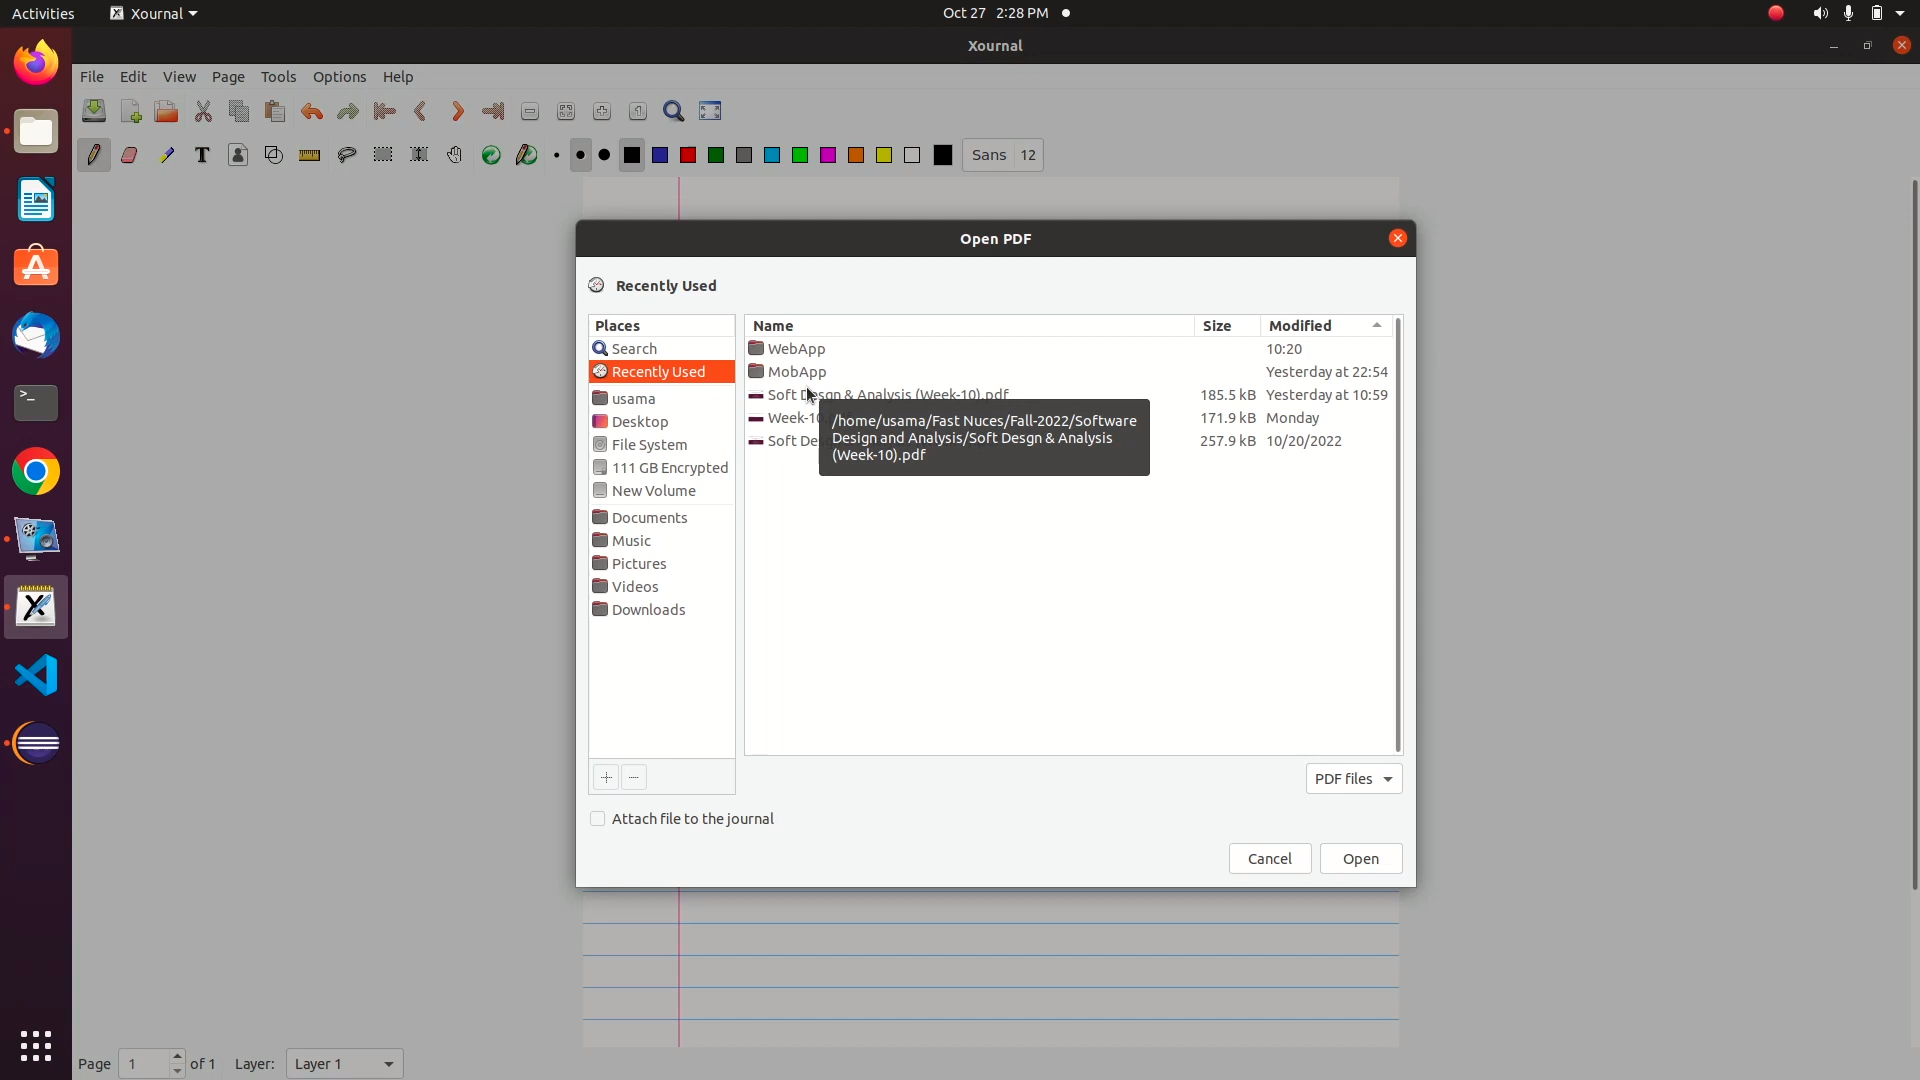 Activities Xournal Oct 27 2:28 PM
Xournal
File Edit View Page Tools Options Help
T Sans 12
Open PDF
Recently Used
Places Name Size Modified
Search WebApp 10:20
Recently Used MobApp Yesterday at 22:54
usama Soft Desgn & Analysis (Week-10).pdf 185.5 kB Yesterday at 10:59
Desktop Week-10 171.9 kB Monday
File System Soft De 257.9 kB 10/20/2022
/home/usama/Fast Nuces/Fall-2022/Software
Design and Analysis/Soft Desgn & Analysis
(Week-10).pdf
111 GB Encrypted
New Volume
Documents
Music
Pictures
Videos
Downloads
PDF files
Attach file to the journal
Cancel Open
Page 1 of 1 Layer: Layer 1